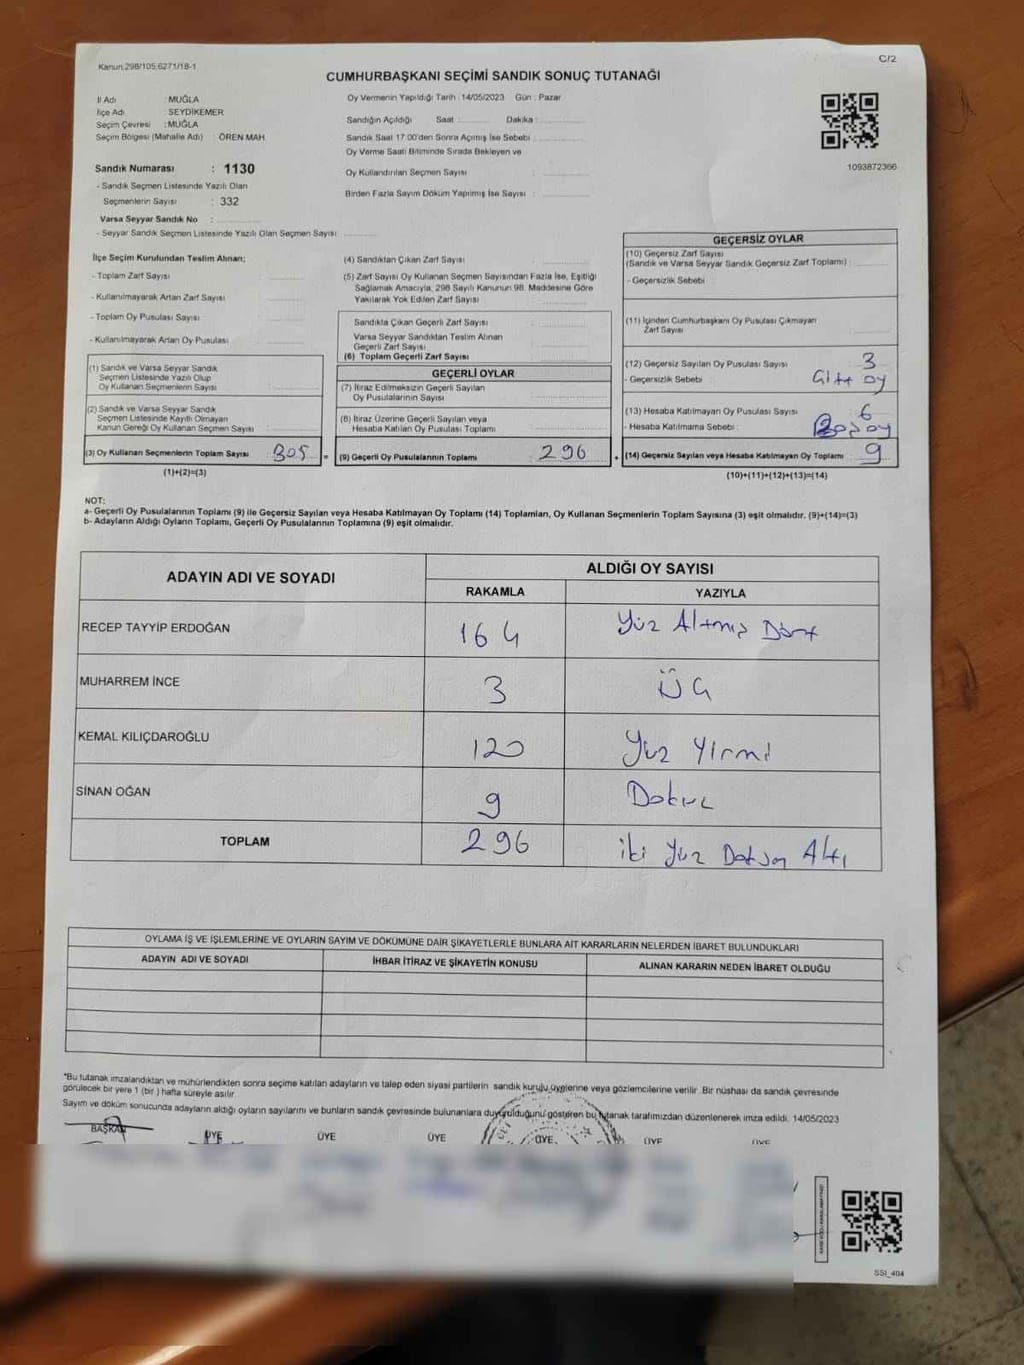 Kanun:298/105,6271/18-1
C/2
CUMHURBAŞKANI SEÇİMİ SANDIK SONUÇ TUTANAĞI
İl Adı : MUĞLA
İlçe Adı : SEYDİKEMER
Seçim Çevresi : MUĞLA
Seçim Bölgesi (Mahalle Adı) ÖREN MAH.
Sandık Numarası : 1130
- Sandık Seçmen Listesinde Yazılı Olan
Seçmenlerin Sayısı : 332
Varsa Seyyar Sandık No :
- Seyyar Sandık Seçmen Listesinde Yazılı Olan Seçmen Sayısı
Oy Vermenin Yapıldığı Tarih : 14/05/2023 Gün : Pazar
Sandığın Açıldığı Saat : Dakika :
Sandık Saat 17.00'den Sonra Açımış İse Sebebi :
Oy Verme Saati Bitiminde Sırada Bekleyen ve
Oy Kullandırılan Seçmen Sayısı :
Birden Fazla Sayım Döküm Yapılmış İse Sayısı :
1093872366
İlçe Seçim Kurulundan Teslim Alınan;
- Toplam Zarf Sayısı
- Kullanılmayarak Artan Zarf Sayısı
- Toplam Oy Pusulası Sayısı
- Kullanılmayarak Artan Oy Pusulası
(1) Sandık ve Varsa Seyyar Sandık
Seçmen Listesinde Yazılı Olup
Oy Kullanan Seçmenlerin Sayısı
(2) Sandık ve Varsa Seyyar Sandık
Seçmen Listesinde Kayıtlı Olmayan
Kanun Gereği Oy Kullanan Seçmen Sayısı
(3) Oy Kullanan Seçmenlerin Toplam Sayısı : 305 =
(1)+(2)=(3)
(4) Sandıktan Çıkan Zarf Sayısı :
(5) Zarf Sayısı Oy Kullanan Seçmen Sayısından Fazla İse, Eşitliği
Sağlamak Amacıyla, 298 Sayılı Kanunun 98. Maddesine Göre
Yakılarak Yok Edilen Zarf Sayısı
Sandıkta Çıkan Geçerli Zarf Sayısı
Varsa Seyyar Sandıktan Teslim Alınan
Geçerli Zarf Sayısı
(6) Toplam Geçerli Zarf Sayısı
GEÇERLİ OYLAR
(7) İtiraz Edilmeksizin Geçerli Sayılan
Oy Pusulalarının Sayısı
(8) İtiraz Üzerine Geçerli Sayılan veya
Hesaba Katılan Oy Pusulası Toplamı
(9) Geçerli Oy Pusulalarının Toplamı : 296 +
GEÇERSİZ OYLAR
(10) Geçersiz Zarf Sayısı
(Sandık ve Varsa Seyyar Sandık Geçersiz Zarf Toplamı) :
- Geçersizlik Sebebi
(11) İçinden Cumhurbaşkanı Oy Pusulası Çıkmayan
Zarf Sayısı
(12) Geçersiz Sayılan Oy Pusulası Sayısı : 3
- Geçersizlik Sebebi : oy
(13) Hesaba Katılmayan Oy Pusulası Sayısı : 6
- Hesaba Katılmama Sebebi : Boş oy
(14) Geçersiz Sayılan veya Hesaba Katılmayan Oy Toplamı : 9
(10)+(11)+(12)+(13)=(14)
NOT:
a- Geçerli Oy Pusulalarının Toplamı (9) ile Geçersiz Sayılan veya Hesaba Katılmayan Oy Toplamı (14) Toplamları, Oy Kullanan Seçmenlerin Toplam Sayısına (3) eşit olmalıdır. (9)+(14)=(3)
b- Adayların Aldığı Oyların Toplamı, Geçerli Oy Pusulalarının Toplamına (9) eşit olmalıdır.
ADAYIN ADI VE SOYADI ALDIĞI OY SAYISI
RAKAMLA YAZIYLA
RECEP TAYYİP ERDOĞAN 164 Yüz Altmış Dört
MUHARREM İNCE 3 Üç
KEMAL KILIÇDAROĞLU 120 Yüz Yirmi
SİNAN OĞAN 9 Dokuz
TOPLAM 296 iki Yüz Doksan Altı
OYLAMA İŞ VE İŞLEMLERİNE VE OYLARIN SAYIM VE DÖKÜMÜNE DAİR ŞİKAYETLERLE BUNLARA AİT KARARLARIN NELERDEN İBARET BULUNDUKLARI
ADAYIN ADI VE SOYADI İHBAR İTİRAZ VE ŞİKAYETİN KONUSU ALINAN KARARIN NEDEN İBARET OLDUĞU
"Bu tutanak imzalandıktan ve mühürlendikten sonra seçime katılan adayların ve talep eden siyasi partilerin sandık kurulu üyelerine veya gözlemcilerine verilir. Bir nüshası da sandık çevresinde
görülecek bir yere 1 (bir) hafta süreyle asılır.
Sayım ve döküm sonucunda adayların aldığı oyların sayılarını ve bunların sandık çevresinde bulunanlara duyurulduğunu gösteren bu tutanak tarafımızdan düzenlenerek imza edildi. 14/05/2023
BAŞKAN ÜYE ÜYE ÜYE ÜYE ÜYE ÜYE
SSI_404